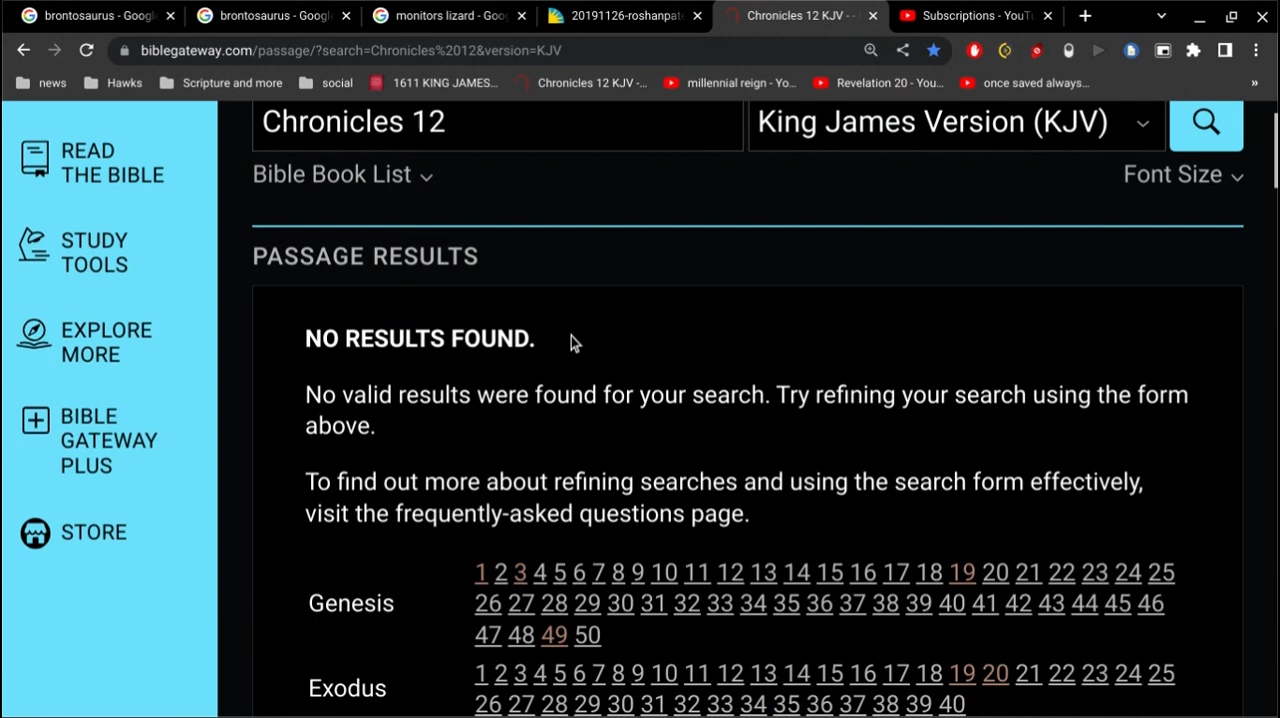 brontosaurus - Google
brontosaurus - Google
monitors lizard - Goo
20191126-roshanpate
Chronicles 12 KJV - -
Subscriptions - YouTu
biblegateway.com/passage/?search=Chronicles%2012&version=KJV
news
Hawks
Scripture and more
social
1611 KING JAMES...
Chronicles 12 KJV -...
millennial reign - Yo...
Revelation 20 - You...
once saved always...
»
READ
THE BIBLE
STUDY
TOOLS
EXPLORE
MORE
BIBLE
GATEWAY
PLUS
STORE
Chronicles 12
King James Version (KJV)
Bible Book List
Font Size
PASSAGE RESULTS
NO RESULTS FOUND.
No valid results were found for your search. Try refining your search using the form
above.
To find out more about refining searches and using the search form effectively,
visit the frequently-asked questions page.
Genesis
1 2 3 4 5 6 7 8 9 10 11 12 13 14 15 16 17 18 19 20 21 22 23 24 25
26 27 28 29 30 31 32 33 34 35 36 37 38 39 40 41 42 43 44 45 46
47 48 49 50
Exodus
1 2 3 4 5 6 7 8 9 10 11 12 13 14 15 16 17 18 19 20 21 22 23 24 25
26 27 28 29 30 31 32 33 34 35 36 37 38 39 40